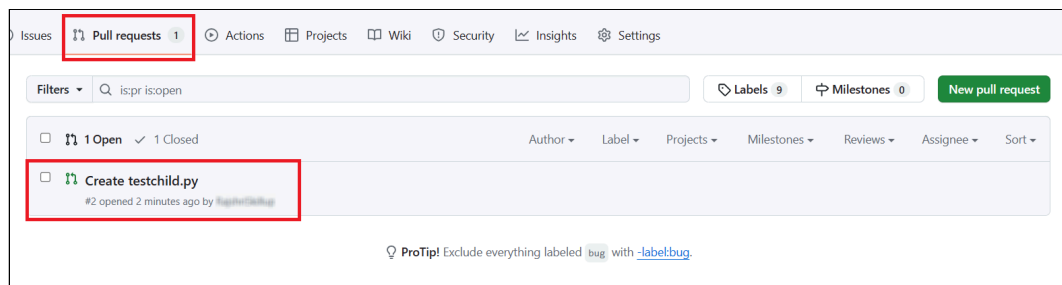 Issues Pull requests 1 Actions Projects Wiki Security Insights Settings
Filters is:pr is:open Labels 9 Milestones 0 New pull request
1 Open 1 Closed Author Label Projects Milestones Reviews Assignee Sort
Create testchild.py
#2 opened 2 minutes ago by
ProTip! Exclude everything labeled bug with -label:bug.